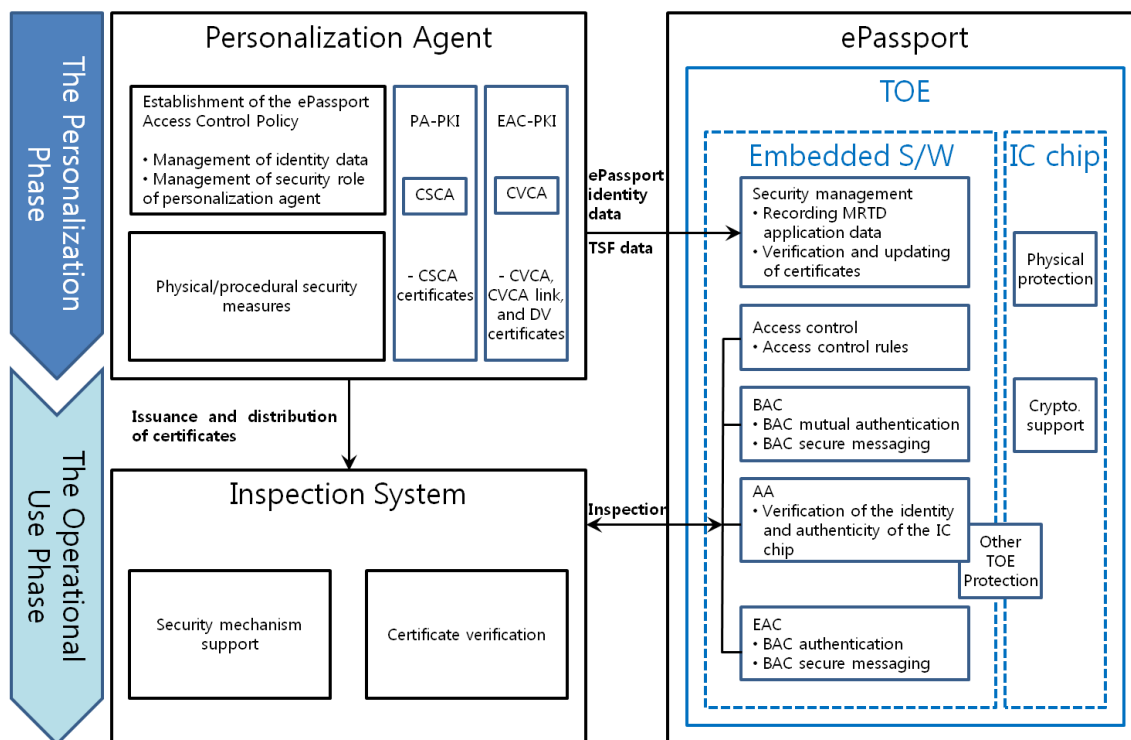 The Personalization
Phase
The Operational
Use Phase
Personalization Agent
Establishment of the ePassport
Access Control Policy
• Management of identity data
• Management of security role
of personalization agent
Physical/procedural security
measures
PA-PKI
CSCA
- CSCA
certificates
EAC-PKI
CVCA
- CVCA,
CVCA link,
and DV
certificates
Issuance and distribution
of certificates
Inspection System
Security mechanism
support
Certificate verification
ePassport
identity
data
TSF data
Inspection
ePassport
TOE
Embedded S/W
Security management
• Recording MRTD
application data
• Verification and updating
of certificates
Access control
• Access control rules
BAC
• BAC mutual authentication
• BAC secure messaging
AA
• Verification of the identity
and authenticity of the IC
chip
EAC
• BAC authentication
• BAC secure messaging
IC chip
Physical
protection
Crypto.
support
Other
TOE
Protection